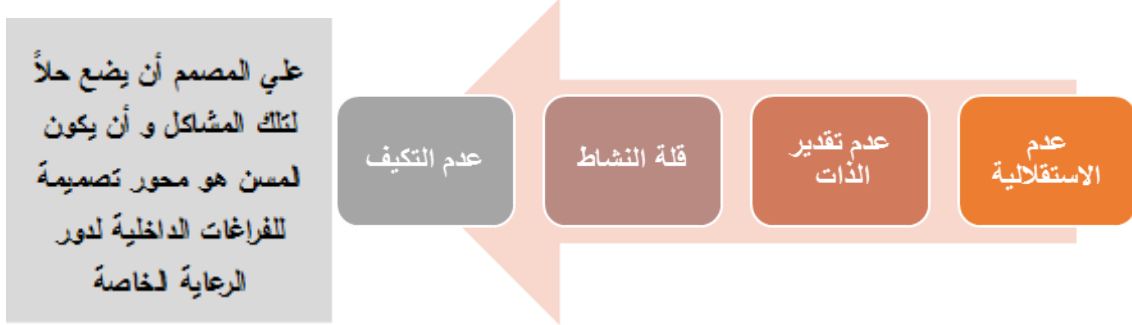 عدم
الاستقلالية
عدم تقدير
الذات
قلة النشاط
عدم التكيف
علي المصمم أن يضع حلاً
لتلك المشاكل و أن يكون
المسن هو محور تصميمة
للفراغات الداخلية لدور
الرعاية الخاصة